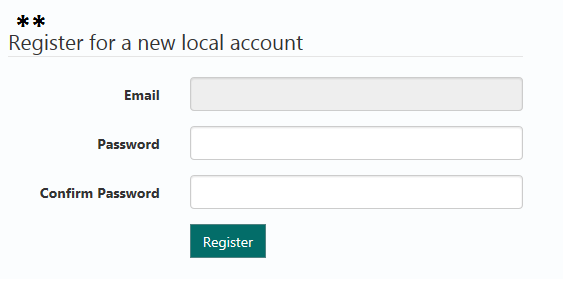 **
Register for a new local account
Email
Password
Confirm Password
Register